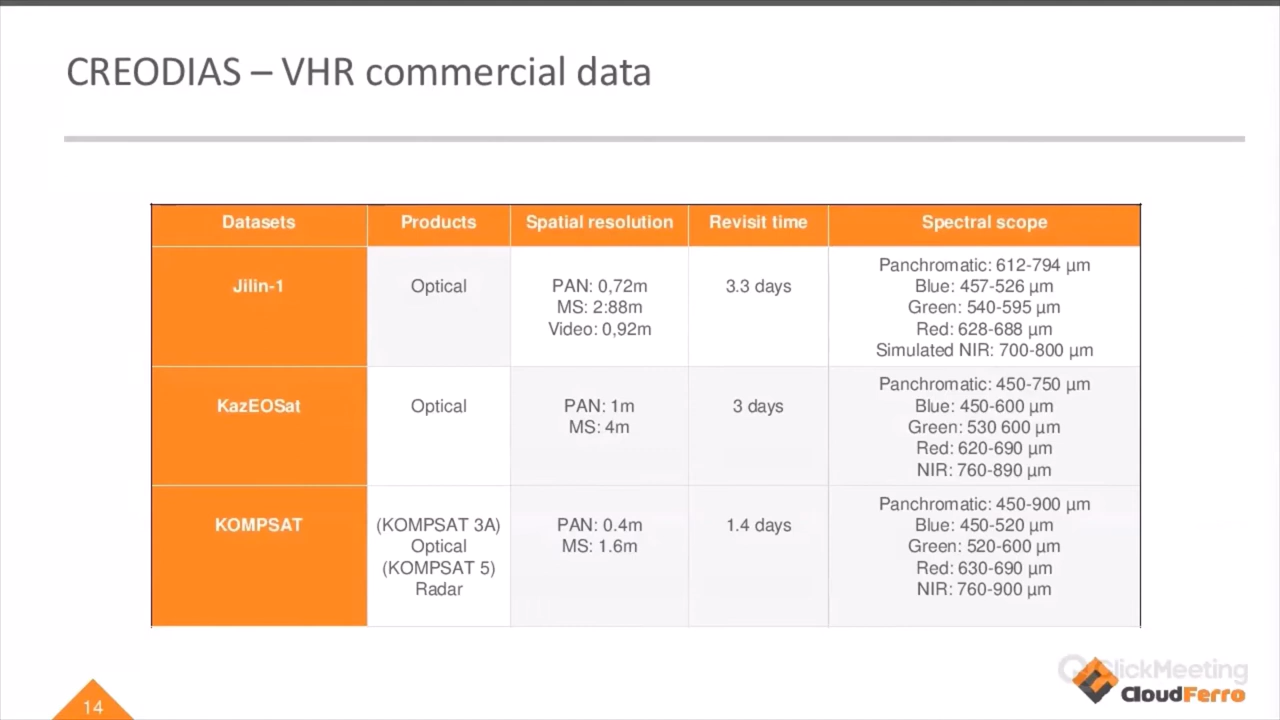 CREODIAS – VHR commercial data
Datasets
Products
Spatial resolution
Revisit time
Spectral scope
Jilin-1
Optical
PAN: 0,72m
MS: 2:88m
Video: 0,92m
3.3 days
Panchromatic: 612-794 µm
Blue: 457-526 µm
Green: 540-595 µm
Red: 628-688 µm
Simulated NIR: 700-800 µm
KazEOSat
Optical
PAN: 1m
MS: 4m
3 days
Panchromatic: 450-750 µm
Blue: 450-600 µm
Green: 530 600 µm
Red: 620-690 µm
NIR: 760-890 µm
KOMPSAT
(KOMPSAT 3A)
Optical
(KOMPSAT 5)
Radar
PAN: 0.4m
MS: 1.6m
1.4 days
Panchromatic: 450-900 µm
Blue: 450-520 µm
Green: 520-600 µm
Red: 630-690 µm
NIR: 760-900 µm
ClickMeeting
CloudFerro
14